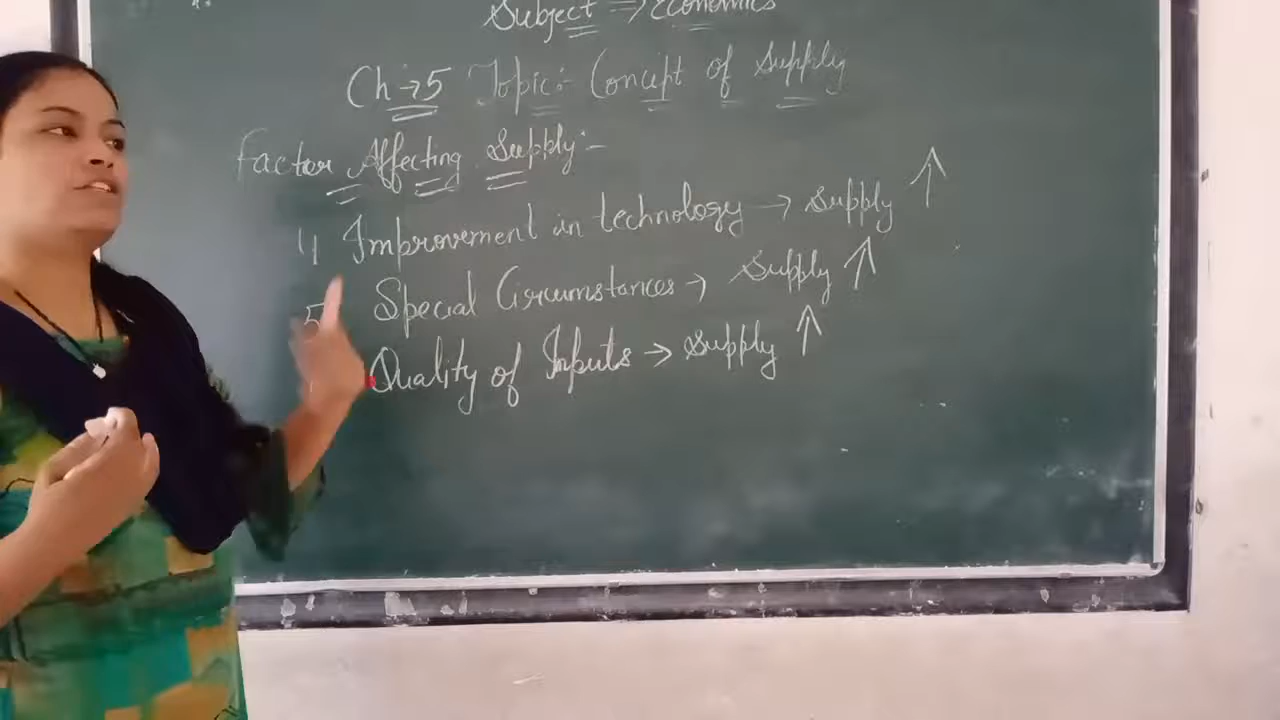 Subject ⇒ Economics
Ch → 5 Topic :- Concept of Supply
Factor Affecting Supply :-
4 Improvement in technology → Supply ↑
5 Special Circumstances → Supply ↑
Quality of Inputs → Supply ↑